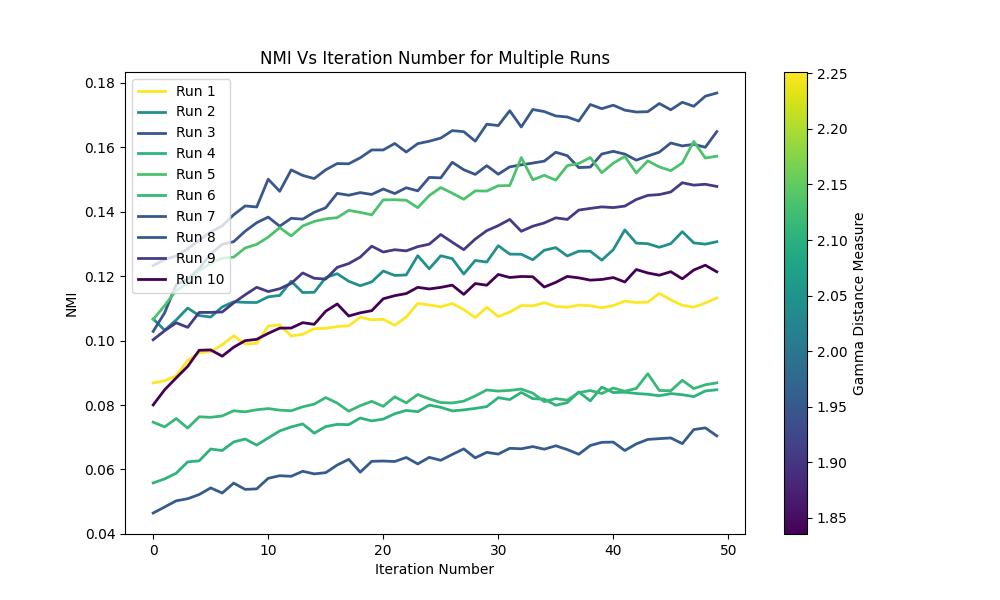 NMI Vs Iteration Number for Multiple Runs
NMI
0.18
0.16
0.14
0.12
0.10
0.08
0.06
0.04
Run 1
Run 2
Run 3
Run 4
Run 5
Run 6
Run 7
Run 8
Run 9
Run 10
0 10 20 30 40 50
Iteration Number
2.25
2.20
2.15
2.10
2.05
2.00
1.95
1.90
1.85
Gamma Distance Measure